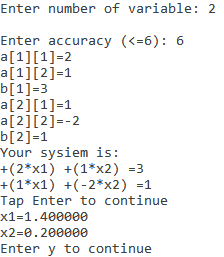 Enter number of variable: 2
Enter accuracy (<=6): 6
a[1][1]=2
a[1][2]=1
b[1]=3
a[2][1]=1
a[2][2]=-2
b[2]=1
Your sysiem is:
+(2*x1) +(1*x2) =3
+(1*x1) +(-2*x2) =1
Tap Enter to continue
x1=1.400000
x2=0.200000
Enter y to continue